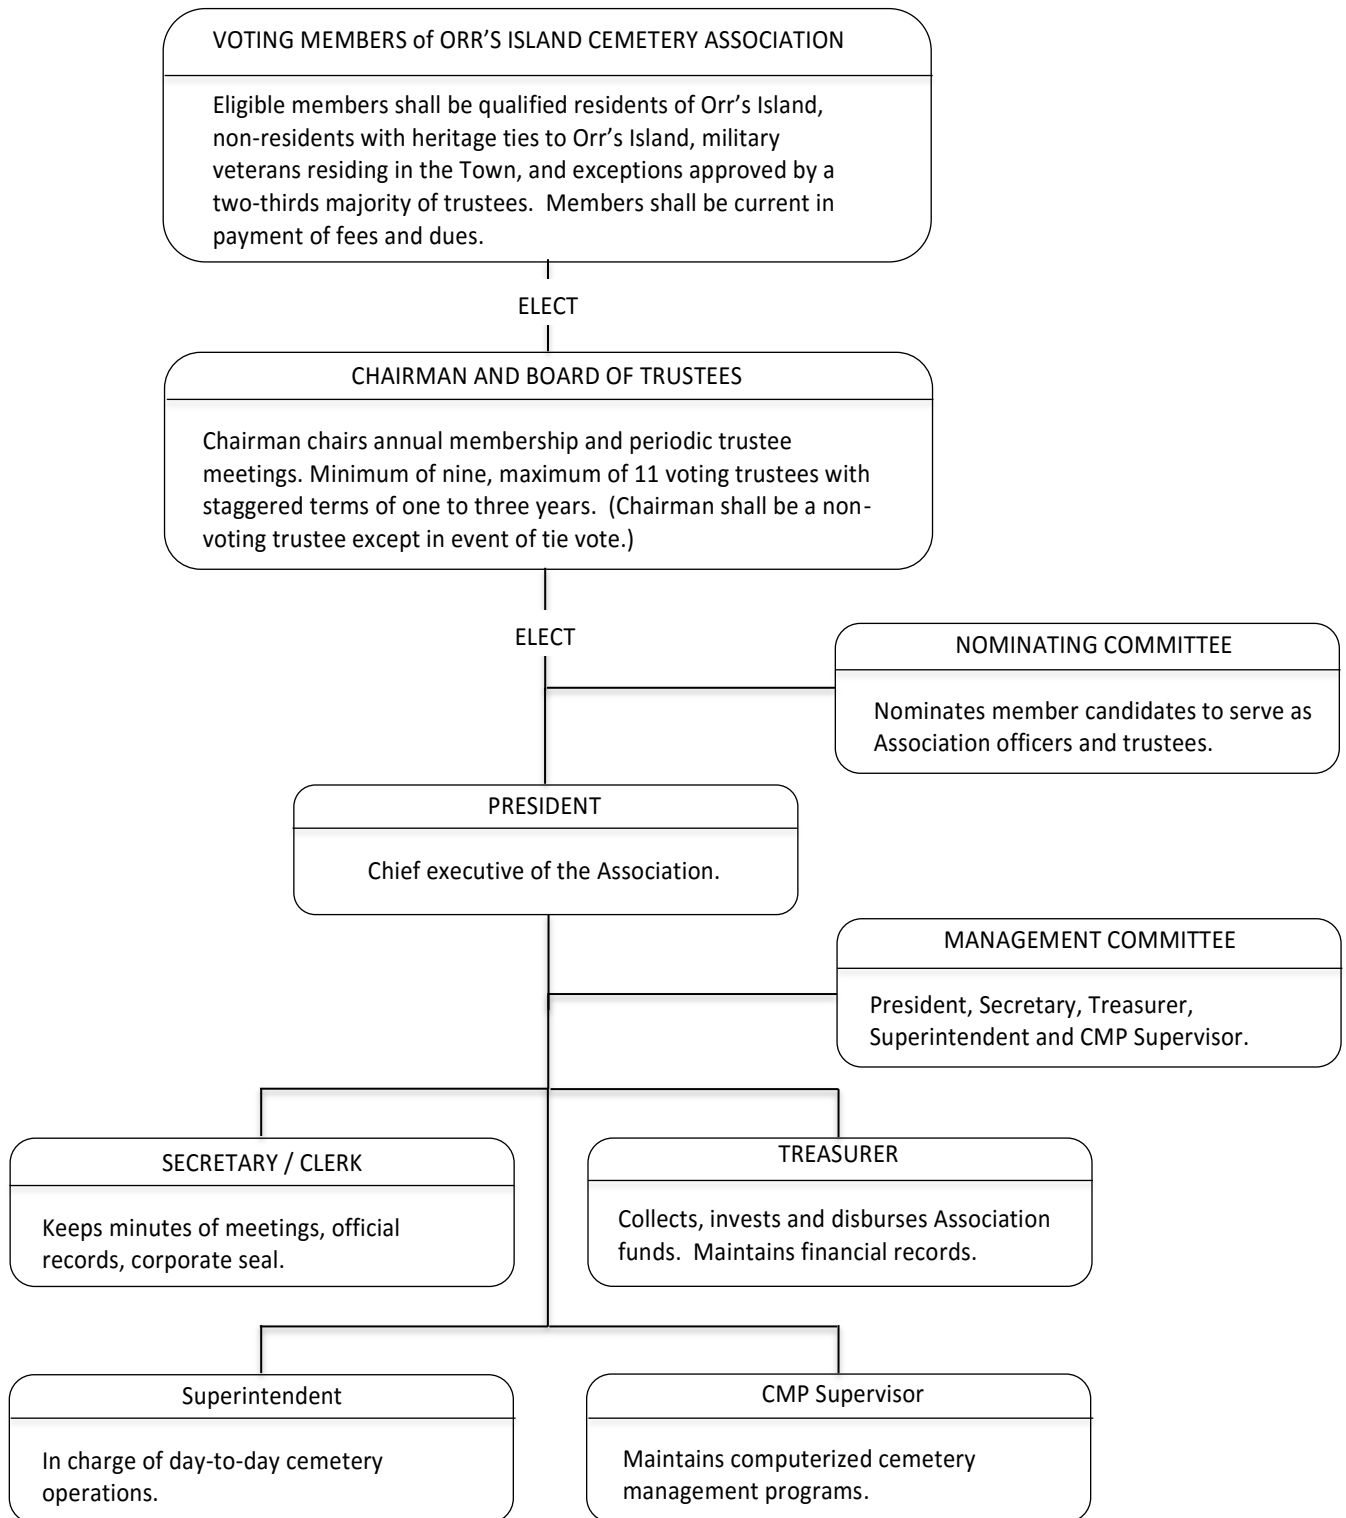 VOTING MEMBERS of ORR'S ISLAND CEMETERY ASSOCIATION
Eligible members shall be qualified residents of Orr's Island,
non-residents with heritage ties to Orr's Island, military
veterans residing in the Town, and exceptions approved by a
two-thirds majority of trustees.  Members shall be current in
payment of fees and dues.
ELECT
CHAIRMAN AND BOARD OF TRUSTEES
Chairman chairs annual membership and periodic trustee
meetings. Minimum of nine, maximum of 11 voting trustees with
staggered terms of one to three years.  (Chairman shall be a non-
voting trustee except in event of tie vote.)
ELECT
NOMINATING COMMITTEE
Nominates member candidates to serve as
Association officers and trustees.
PRESIDENT
Chief executive of the Association.
MANAGEMENT COMMITTEE
President, Secretary, Treasurer,
Superintendent and CMP Supervisor.
SECRETARY / CLERK
Keeps minutes of meetings, official
records, corporate seal.
TREASURER
Collects, invests and disburses Association
funds.  Maintains financial records.
Superintendent
In charge of day-to-day cemetery
operations.
CMP Supervisor
Maintains computerized cemetery
management programs.